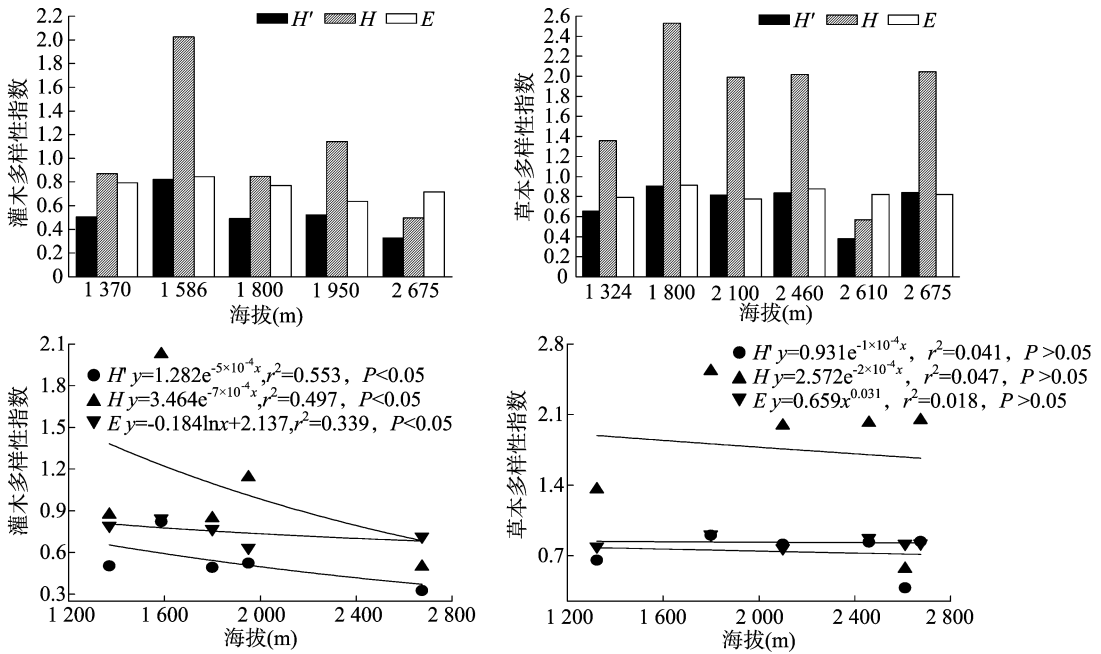 H' H E
灌木多样性指数
2.2
2.0
1.8
1.6
1.4
1.2
1.0
0.8
0.6
0.4
0.2
0
1 370 1 586 1 800 1 950 2 675
海拔(m)
H' H E
草本多样性指数
2.6
2.4
2.2
2.0
1.8
1.6
1.4
1.2
1.0
0.8
0.6
0.4
0.2
0
1 324 1 800 2 100 2 460 2 610 2 675
海拔(m)
灌木多样性指数
2.1
1.8
1.5
1.2
0.9
0.6
0.3
H' y=1.282e^-5×10^-4x,r²=0.553，P<0.05
H y=3.464e^-7×10^-4x,r²=0.497，P<0.05
E y=-0.184lnx+2.137,r²=0.339，P<0.05
1 200 1 600 2 000 2 400 2 800
海拔(m)
草本多样性指数
2.8
2.1
1.4
0.7
H' y=0.931e^-1×10^-4x，r²=0.041，P>0.05
H y=2.572e^-2×10^-4x，r²=0.047，P>0.05
E y=0.659x^0.031，r²=0.018，P>0.05
1 200 1 600 2 000 2 400 2 800
海拔(m)